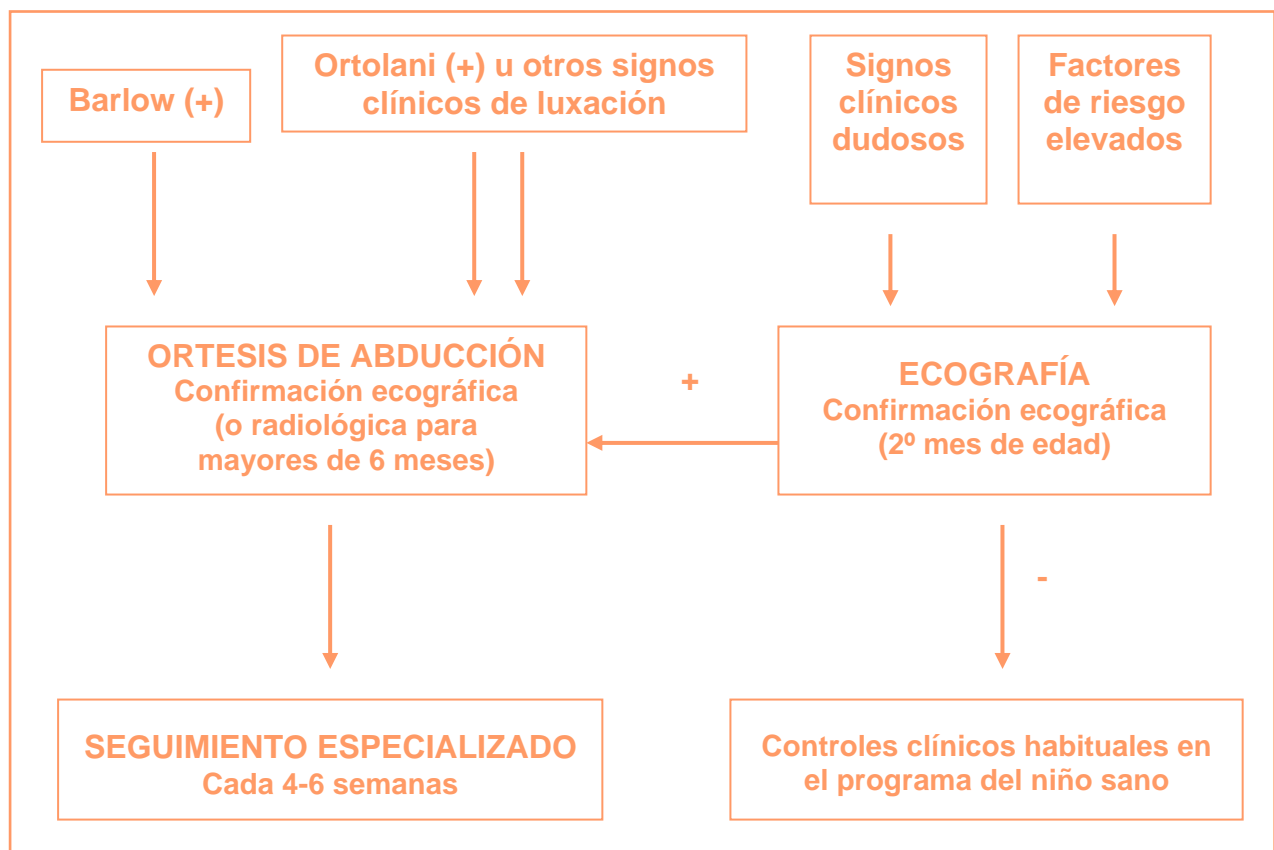 Barlow (+)
Ortolani (+) u otros signos
clínicos de luxación
Signos
clínicos
dudosos
Factores
de riesgo
elevados
ORTESIS DE ABDUCCIÓN
Confirmación ecográfica
(o radiológica para
mayores de 6 meses)
+
ECOGRAFÍA
Confirmación ecográfica
(2º mes de edad)
-
SEGUIMIENTO ESPECIALIZADO
Cada 4-6 semanas
Controles clínicos habituales en
el programa del niño sano